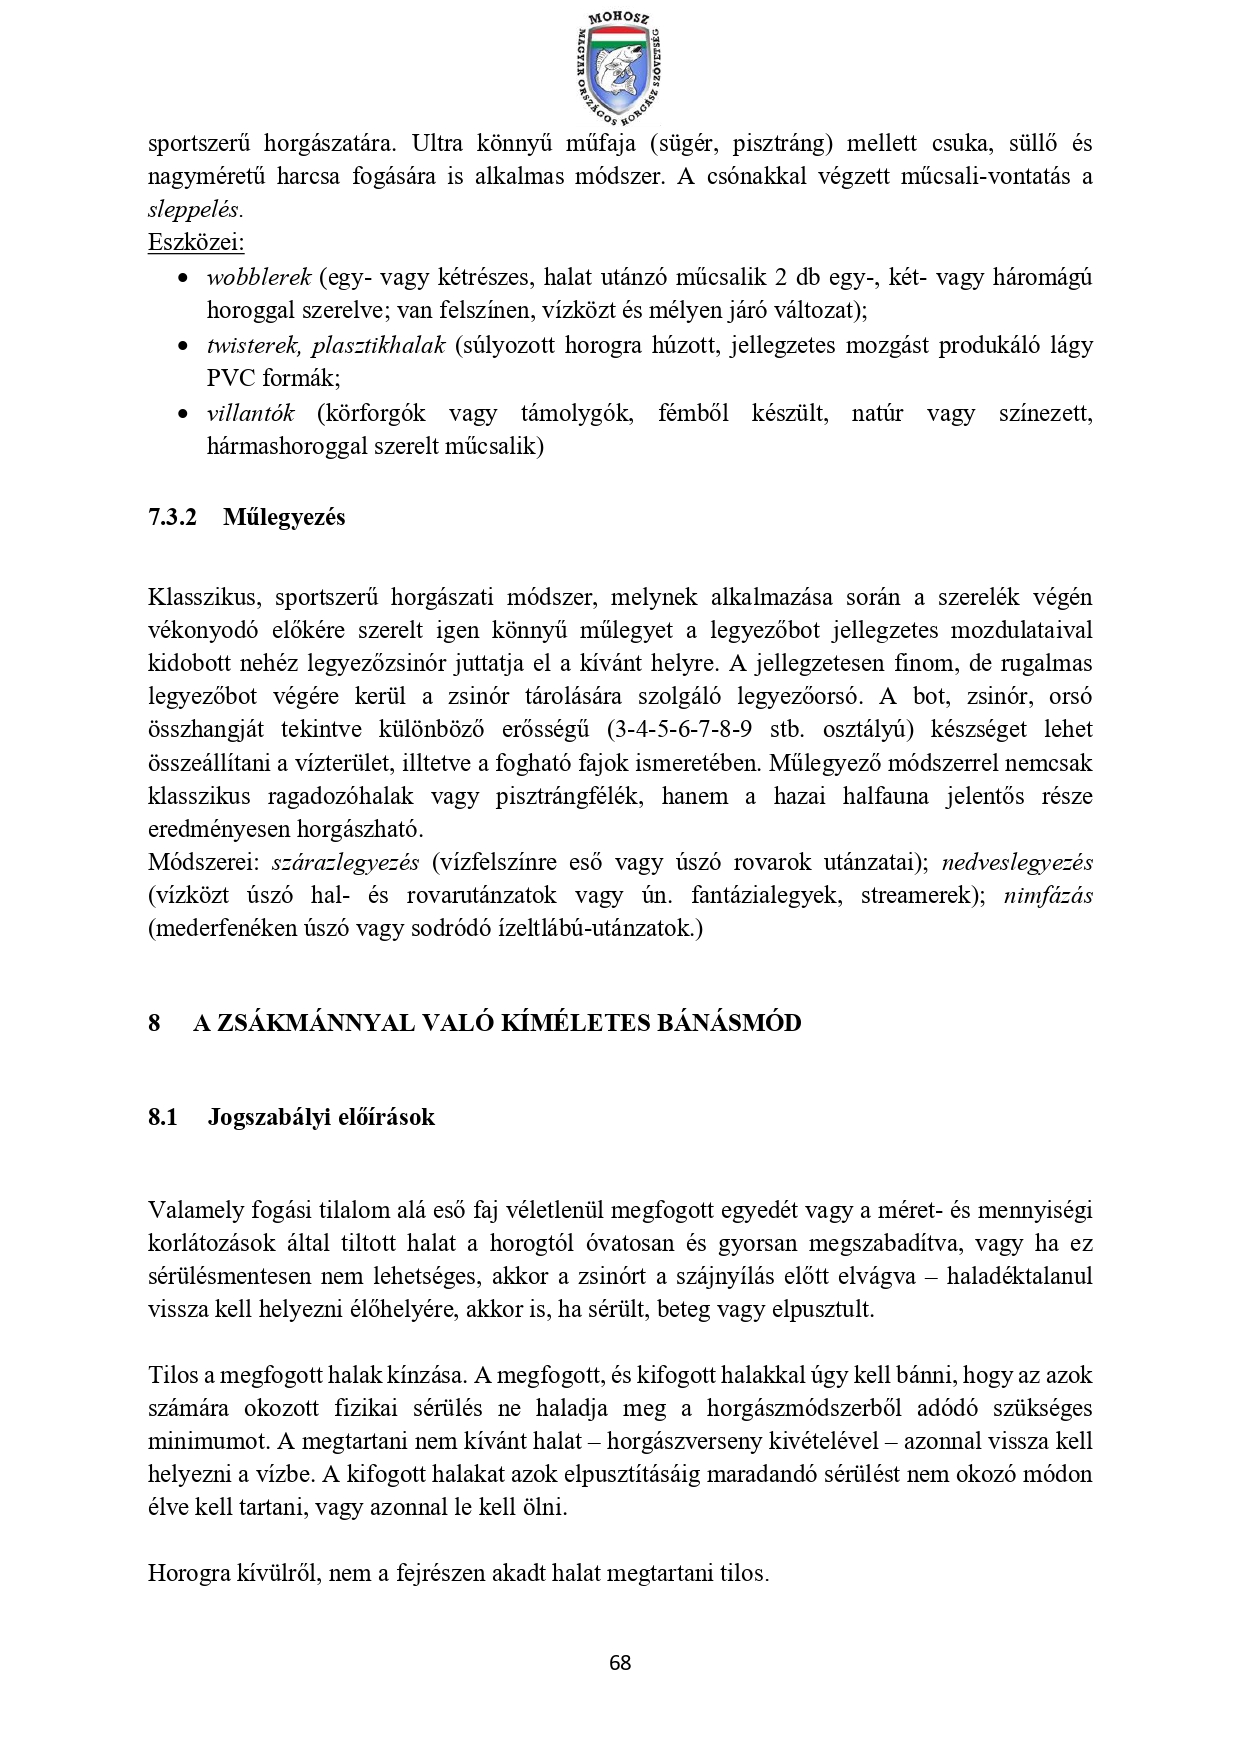 MOHOSZ
MAGYAR ORSZÁGOS HORGÁSZ SZÖVETSÉG
sportszerű horgászatára. Ultra könnyű műfaja (sügér, pisztráng) mellett csuka, süllő és
nagyméretű harcsa fogására is alkalmas módszer. A csónakkal végzett műcsali-vontatás a
sleppelés.
Eszközei:
• wobblerek (egy- vagy kétrészes, halat utánzó műcsalik 2 db egy-, két- vagy háromágú
horoggal szerelve; van felszínen, vízközt és mélyen járó változat);
• twisterek, plasztikhalak (súlyozott horogra húzott, jellegzetes mozgást produkáló lágy
PVC formák;
• villantók (körforgók vagy támolygók, fémből készült, natúr vagy színezett,
hármashoroggal szerelt műcsalik)
7.3.2 Műlegyezés
Klasszikus, sportszerű horgászati módszer, melynek alkalmazása során a szerelék végén
vékonyodó előkére szerelt igen könnyű műlegyet a legyezőbot jellegzetes mozdulataival
kidobott nehéz legyezőzsinór juttatja el a kívánt helyre. A jellegzetesen finom, de rugalmas
legyezőbot végére kerül a zsinór tárolására szolgáló legyezőorsó. A bot, zsinór, orsó
összhangját tekintve különböző erősségű (3-4-5-6-7-8-9 stb. osztályú) készséget lehet
összeállítani a vízterület, illtetve a fogható fajok ismeretében. Műlegyező módszerrel nemcsak
klasszikus ragadozóhalak vagy pisztrángfélék, hanem a hazai halfauna jelentős része
eredményesen horgászható.
Módszerei: szárazlegyezés (vízfelszínre eső vagy úszó rovarok utánzatai); nedveslegyezés
(vízközt úszó hal- és rovarutánzatok vagy ún. fantázialegyek, streamerek); nimfázás
(mederfenéken úszó vagy sodródó ízeltlábú-utánzatok.)
8 A ZSÁKMÁNNYAL VALÓ KÍMÉLETES BÁNÁSMÓD
8.1 Jogszabályi előírások
Valamely fogási tilalom alá eső faj véletlenül megfogott egyedét vagy a méret- és mennyiségi
korlátozások által tiltott halat a horogtól óvatosan és gyorsan megszabadítva, vagy ha ez
sérülésmentesen nem lehetséges, akkor a zsinórt a szájnyílás előtt elvágva – haladéktalanul
vissza kell helyezni élőhelyére, akkor is, ha sérült, beteg vagy elpusztult.
Tilos a megfogott halak kínzása. A megfogott, és kifogott halakkal úgy kell bánni, hogy az azok
számára okozott fizikai sérülés ne haladja meg a horgászmódszerből adódó szükséges
minimumot. A megtartani nem kívánt halat – horgászverseny kivételével – azonnal vissza kell
helyezni a vízbe. A kifogott halakat azok elpusztításáig maradandó sérülést nem okozó módon
élve kell tartani, vagy azonnal le kell ölni.
Horogra kívülről, nem a fejrészen akadt halat megtartani tilos.
68